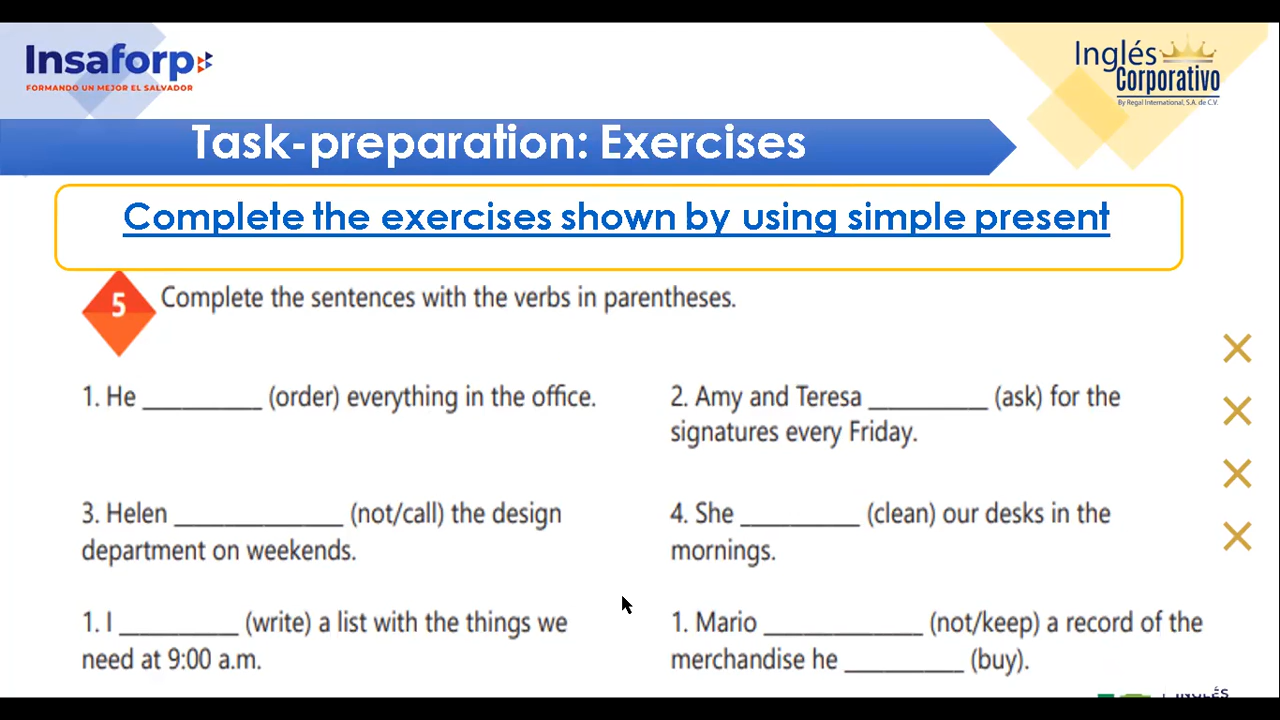 Insaforp
FORMANDO UN MEJOR EL SALVADOR
Inglés
Corporativo
By Regal International, S.A. de C.V.
Task-preparation: Exercises
Complete the exercises shown by using simple present
5 Complete the sentences with the verbs in parentheses.
1. He __________ (order) everything in the office.
2. Amy and Teresa __________ (ask) for the
signatures every Friday.
3. Helen ______________ (not/call) the design
department on weekends.
4. She __________ (clean) our desks in the
mornings.
1. I __________ (write) a list with the things we
need at 9:00 a.m.
1. Mario _____________ (not/keep) a record of the
merchandise he __________ (buy).
INGLÉS